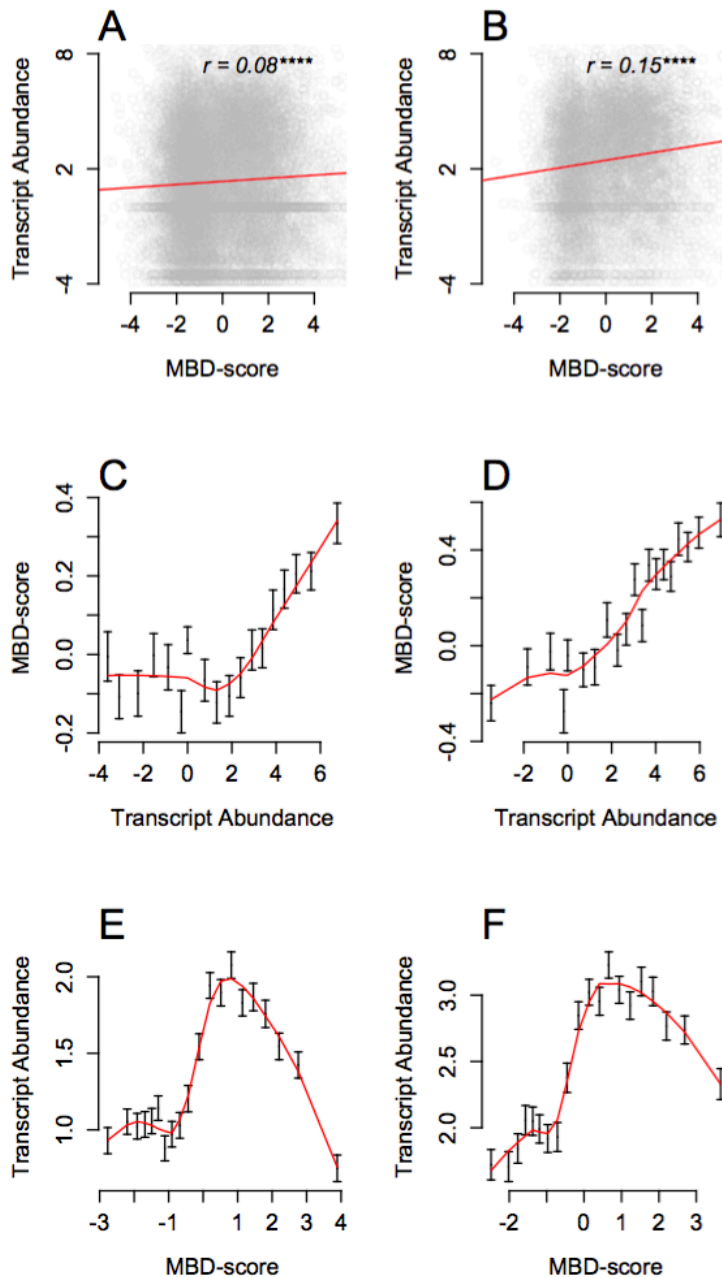 A
B
r = 0.08****
r = 0.15****
Transcript Abundance
8
2
-4
-4 -2 0 2 4
MBD-score
Transcript Abundance
8
2
-4
-4 -2 0 2 4
MBD-score
C
D
MBD-score
0.4
0.2
0.0
-0.2
-4 -2 0 2 4 6
Transcript Abundance
MBD-score
0.4
0.0
-0.4
-2 0 2 4 6
Transcript Abundance
E
F
Transcript Abundance
2.0
1.5
1.0
-3 -1 0 1 2 3 4
MBD-score
Transcript Abundance
3.0
2.5
2.0
-2 -1 0 1 2 3
MBD-score